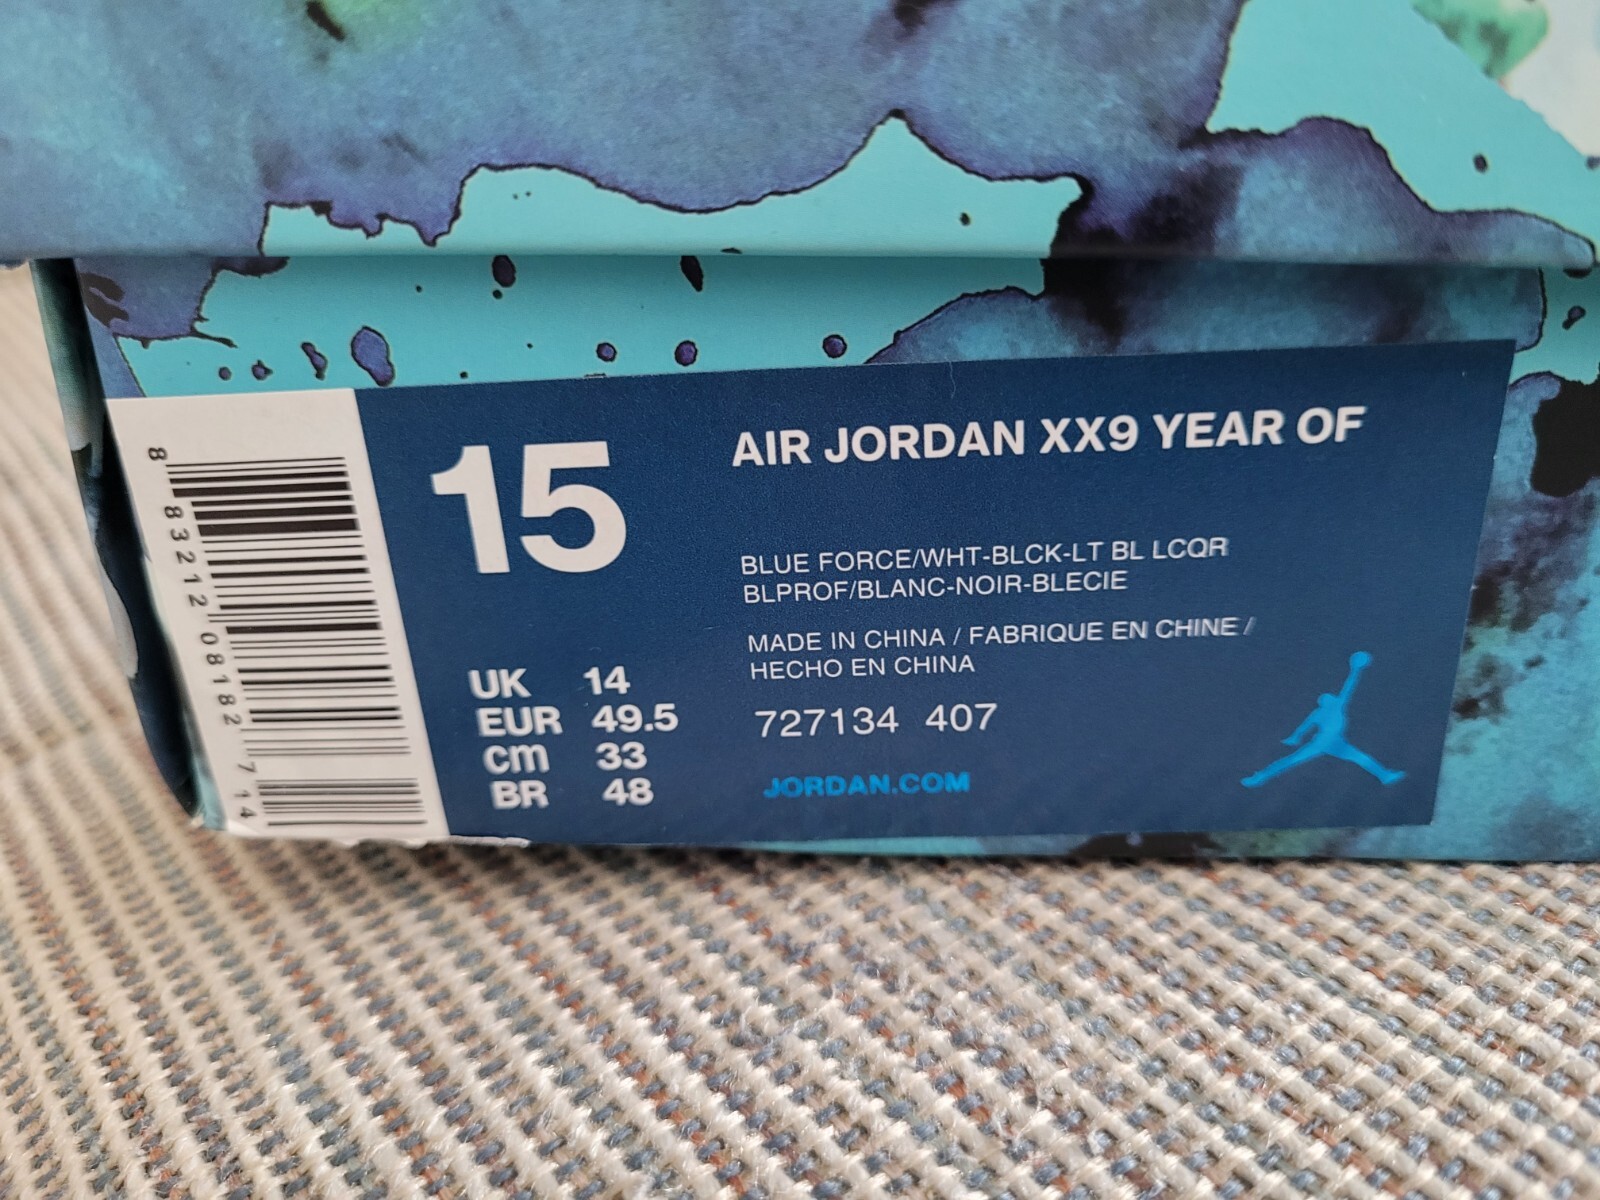 8 83212 08182 7 14
15
UK 14
EUR 49.5
cm 33
BR 48
AIR JORDAN XX9 YEAR OF
BLUE FORCE/WHT-BLCK-LT BL LCQR
BLPROF/BLANC-NOIR-BLECIE
MADE IN CHINA / FABRIQUE EN CHINE /
HECHO EN CHINA
727134 407
JORDAN.COM